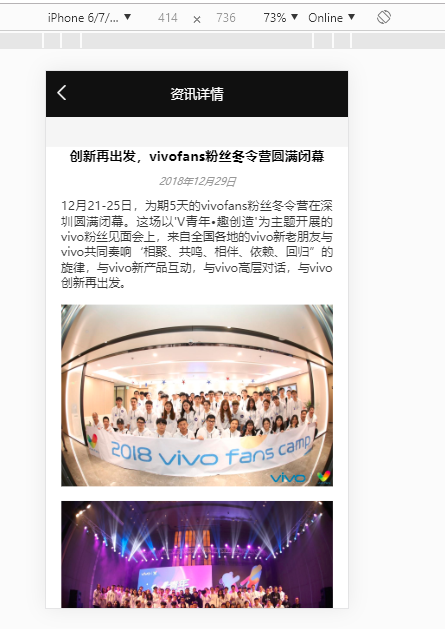 iPhone 6/7/... ▼ 414 × 736 73% ▼ Online ▼
资讯详情
创新再出发，vivofans粉丝冬令营圆满闭幕
2018年12月29日
12月21-25日，为期5天的vivofans粉丝冬令营在深
圳圆满闭幕。这场以'V青年•趣创造'为主题开展的
vivo粉丝见面会上，来自全国各地的vivo新老朋友与
vivo共同奏响‘相聚、共鸣、相伴、依赖、回归”的
旋律，与vivo新产品互动，与vivo高层对话，与vivo
创新再出发。
2018 vivo fans camp
vivo